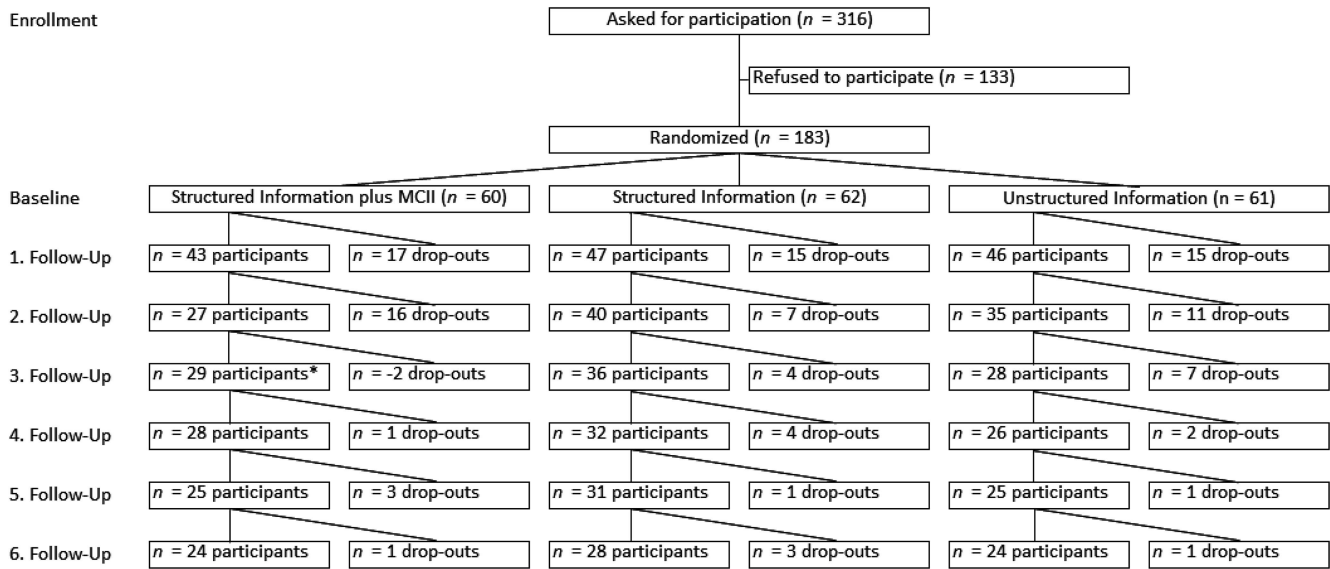 Enrollment
Asked for participation (n = 316)
Refused to participate (n = 133)
Randomized (n = 183)
Baseline
Structured Information plus MCII (n = 60)
Structured Information (n = 62)
Unstructured Information (n = 61)
1. Follow-Up
n = 43 participants
n = 17 drop-outs
n = 47 participants
n = 15 drop-outs
n = 46 participants
n = 15 drop-outs
2. Follow-Up
n = 27 participants
n = 16 drop-outs
n = 40 participants
n = 7 drop-outs
n = 35 participants
n = 11 drop-outs
3. Follow-Up
n = 29 participants*
n = -2 drop-outs
n = 36 participants
n = 4 drop-outs
n = 28 participants
n = 7 drop-outs
4. Follow-Up
n = 28 participants
n = 1 drop-outs
n = 32 participants
n = 4 drop-outs
n = 26 participants
n = 2 drop-outs
5. Follow-Up
n = 25 participants
n = 3 drop-outs
n = 31 participants
n = 1 drop-outs
n = 25 participants
n = 1 drop-outs
6. Follow-Up
n = 24 participants
n = 1 drop-outs
n = 28 participants
n = 3 drop-outs
n = 24 participants
n = 1 drop-outs